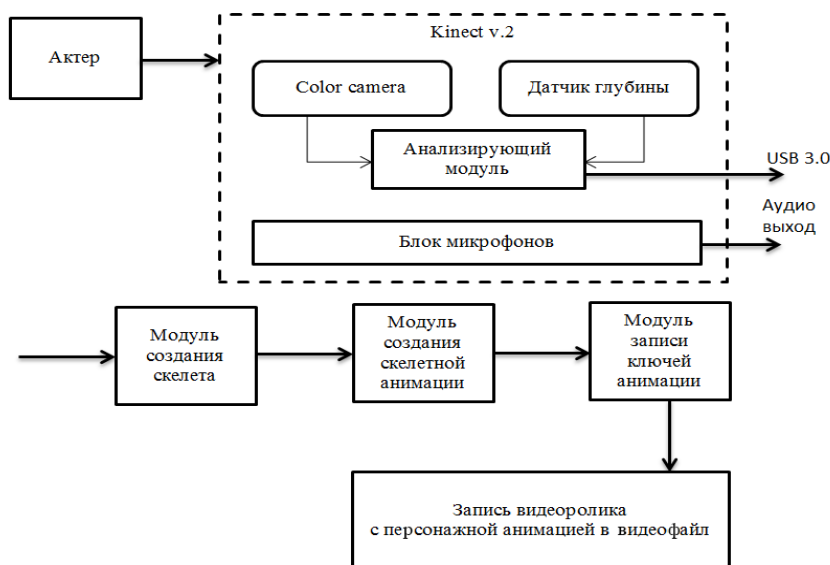 Kinect v.2
Актер
Color camera
Датчик глубины
Анализирующий
модуль
USB 3.0
Аудио
выход
Блок микрофонов
Модуль
создания
скелета
Модуль
создания
скелетной
анимации
Модуль
записи
ключей
анимации
Запись видеоролика
с персонажной анимацией в видеофайл